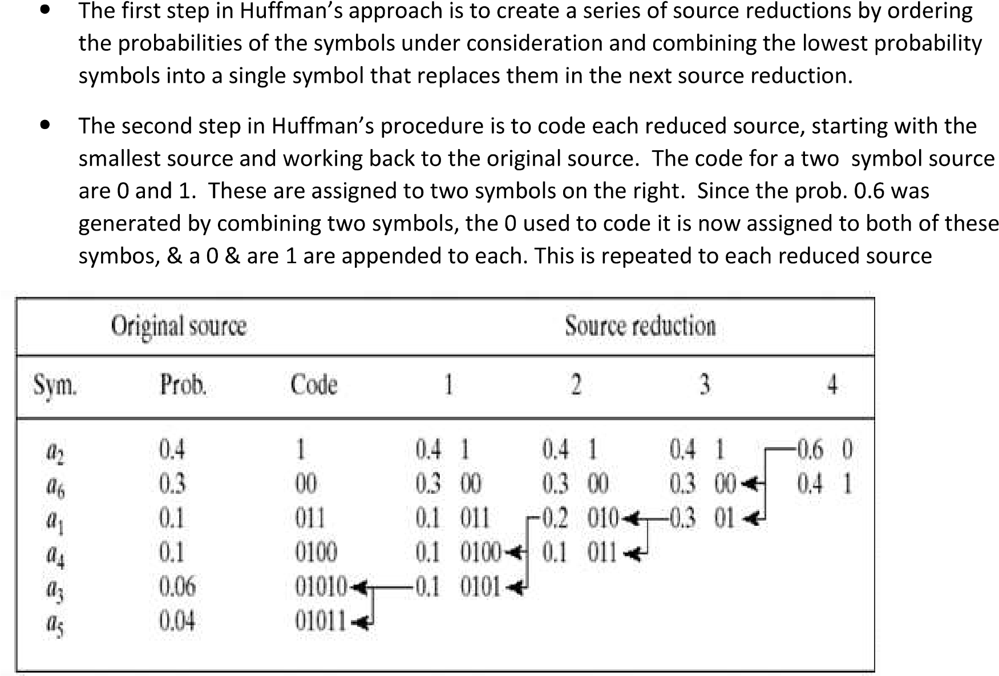 • The first step in Huffman’s approach is to create a series of source reductions by ordering
the probabilities of the symbols under consideration and combining the lowest probability
symbols into a single symbol that replaces them in the next source reduction.
• The second step in Huffman’s procedure is to code each reduced source, starting with the
smallest source and working back to the original source.  The code for a two  symbol source
are 0 and 1.  These are assigned to two symbols on the right.  Since the prob. 0.6 was
generated by combining two symbols, the 0 used to code it is now assigned to both of these
symbos, & a 0 & are 1 are appended to each. This is repeated to each reduced source
Original source Source reduction
Sym. Prob. Code 1 2 3 4
a2 0.4 1 0.4 1 0.4 1 0.4 1 0.6 0
a6 0.3 00 0.3 00 0.3 00 0.3 00 0.4 1
a1 0.1 011 0.1 011 0.2 010 0.3 01
a4 0.1 0100 0.1 0100 0.1 011
a3 0.06 01010 0.1 0101
a5 0.04 01011